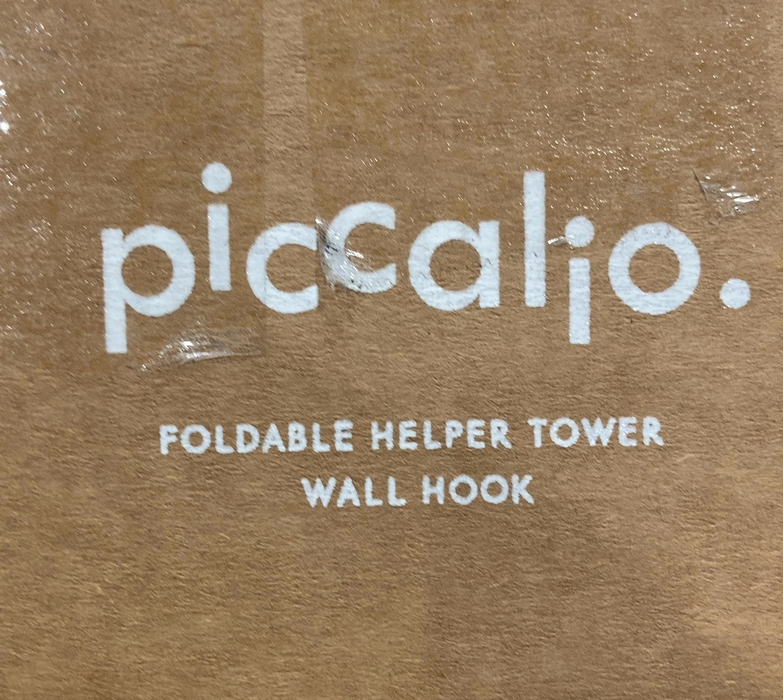 piccalio.
FOLDABLE HELPER TOWER
WALL HOOK